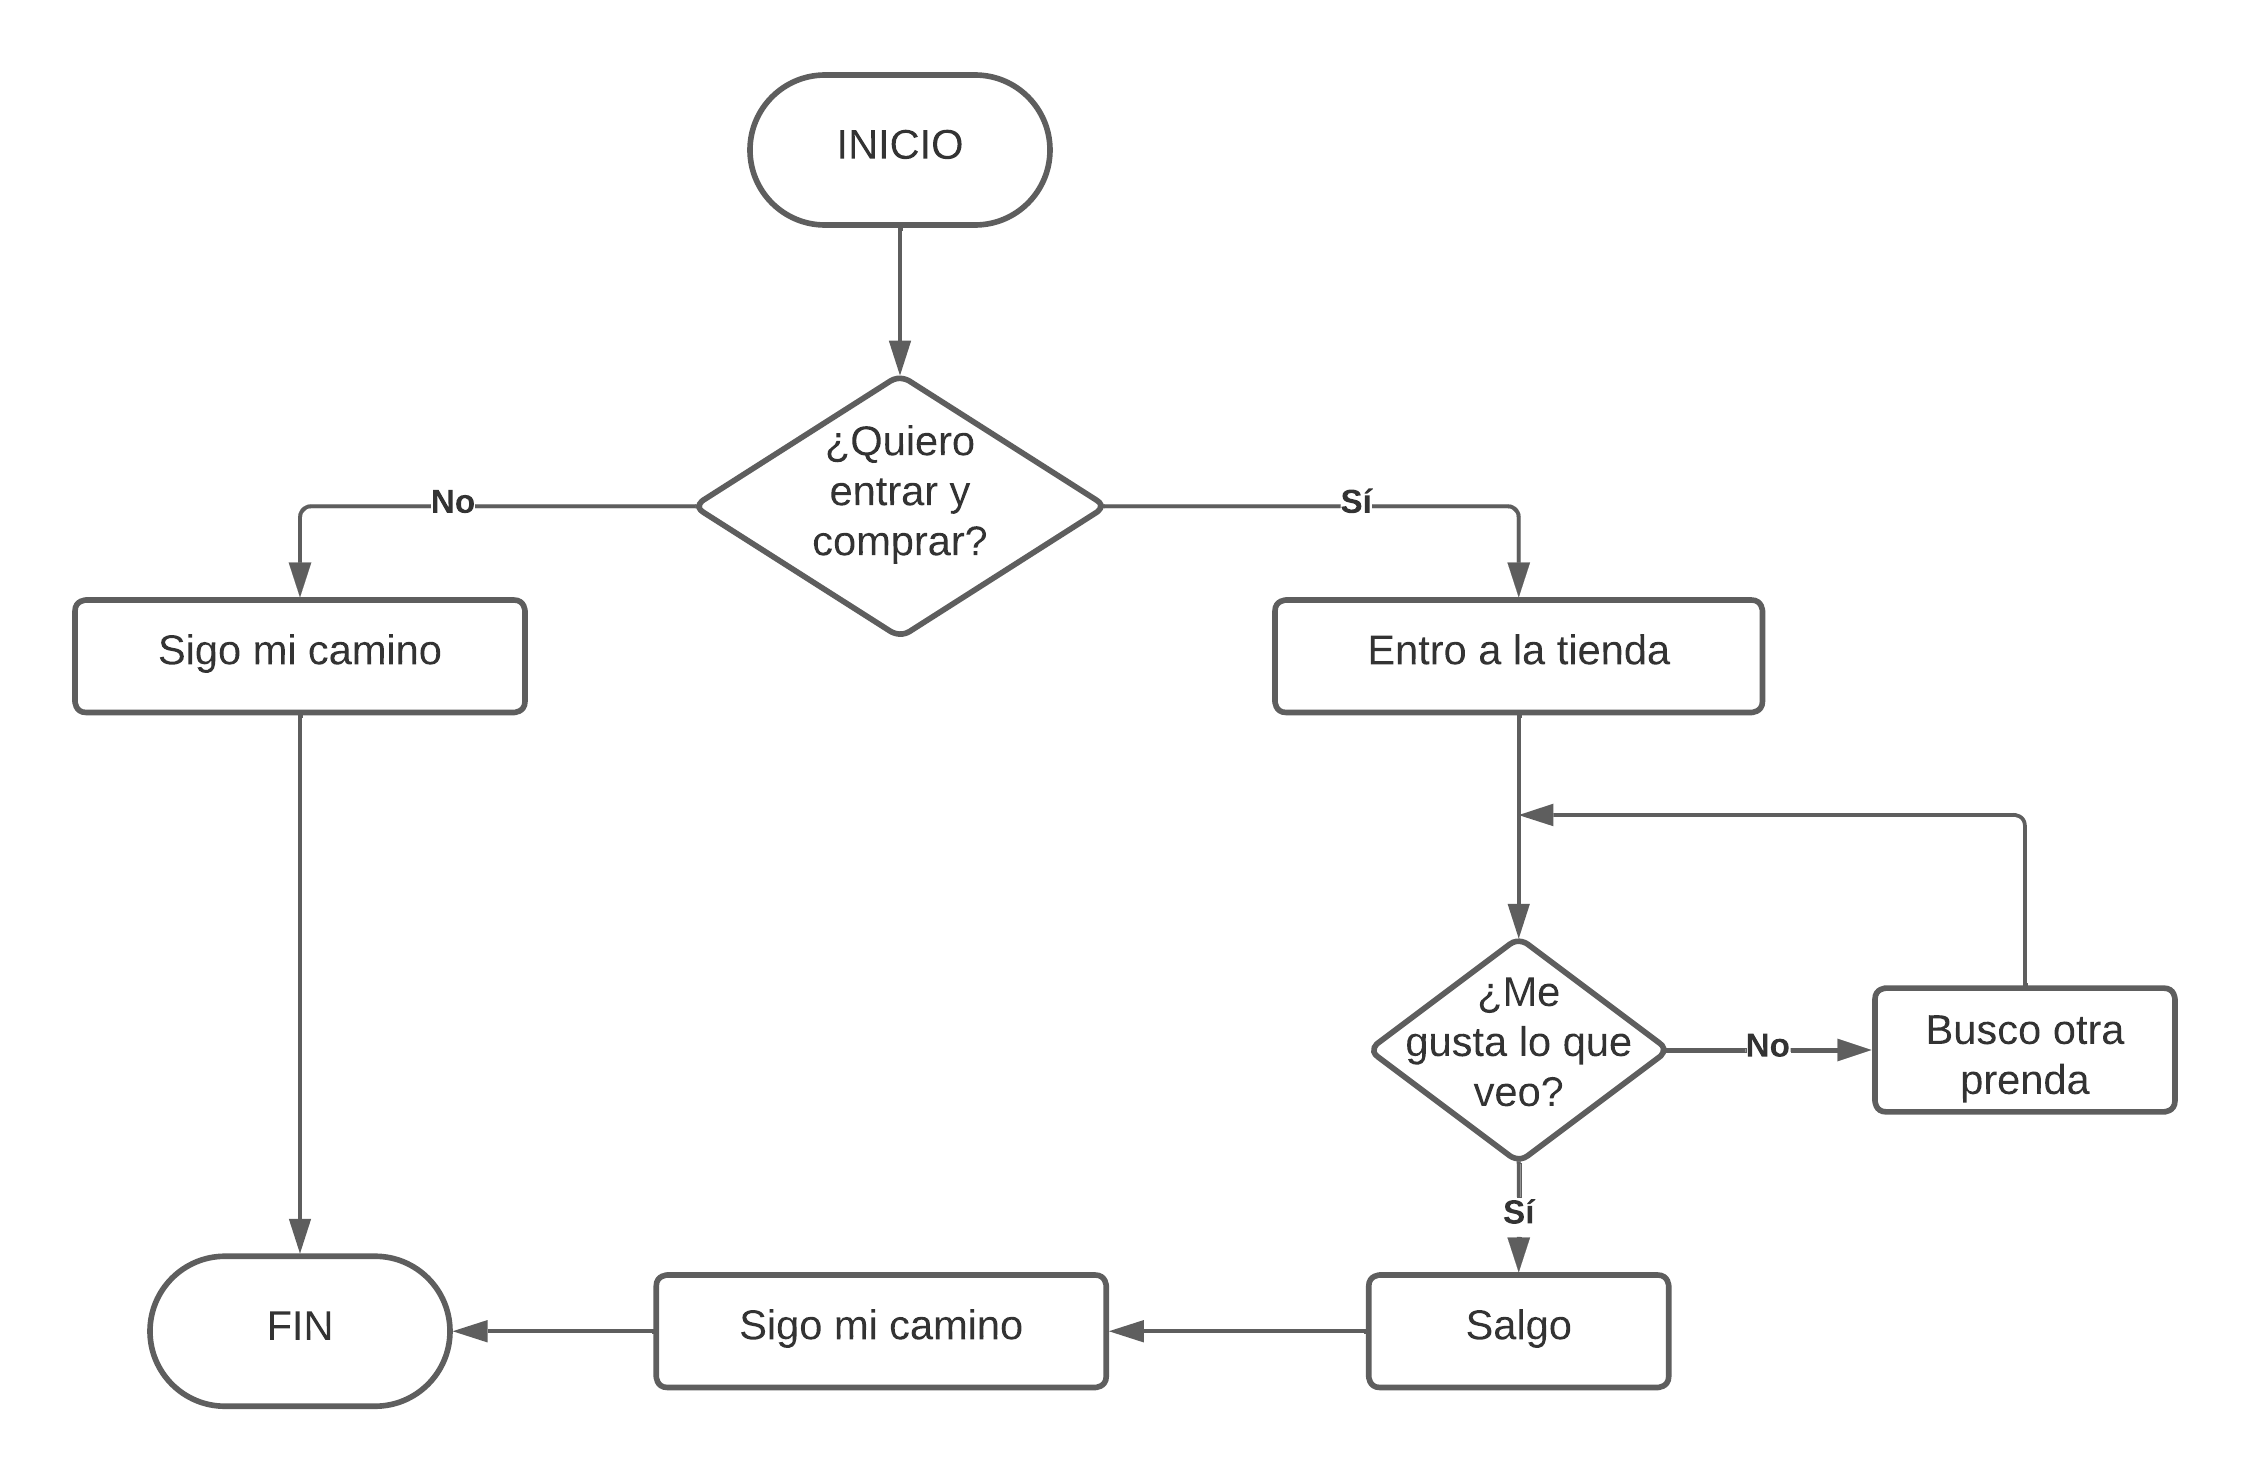 INICIO
¿Quiero
entrar y
comprar?
No
Sí
Sigo mi camino
Entro a la tienda
¿Me
gusta lo que
veo?
No
Busco otra
prenda
Sí
FIN
Sigo mi camino
Salgo